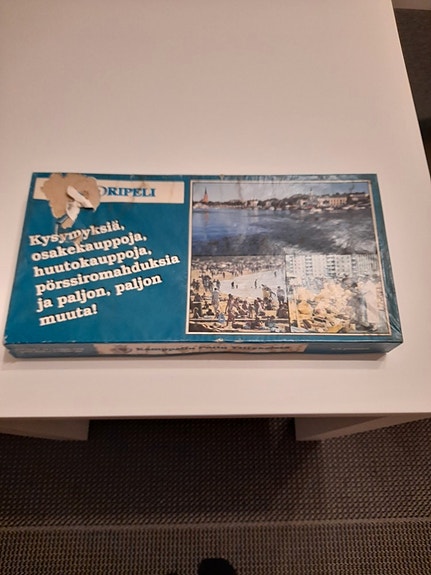 ORIPELI
Kysymyksiä,
osakekauppoja,
huutokauppoja,
pörssiromahduksia
ja paljon, paljon
muuta!